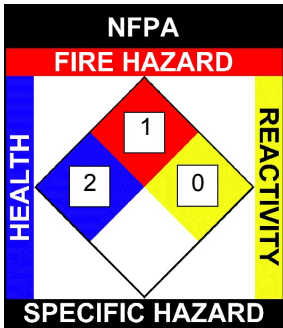 NFPA
FIRE HAZARD
HEALTH
1
2
0
REACTIVITY
SPECIFIC HAZARD